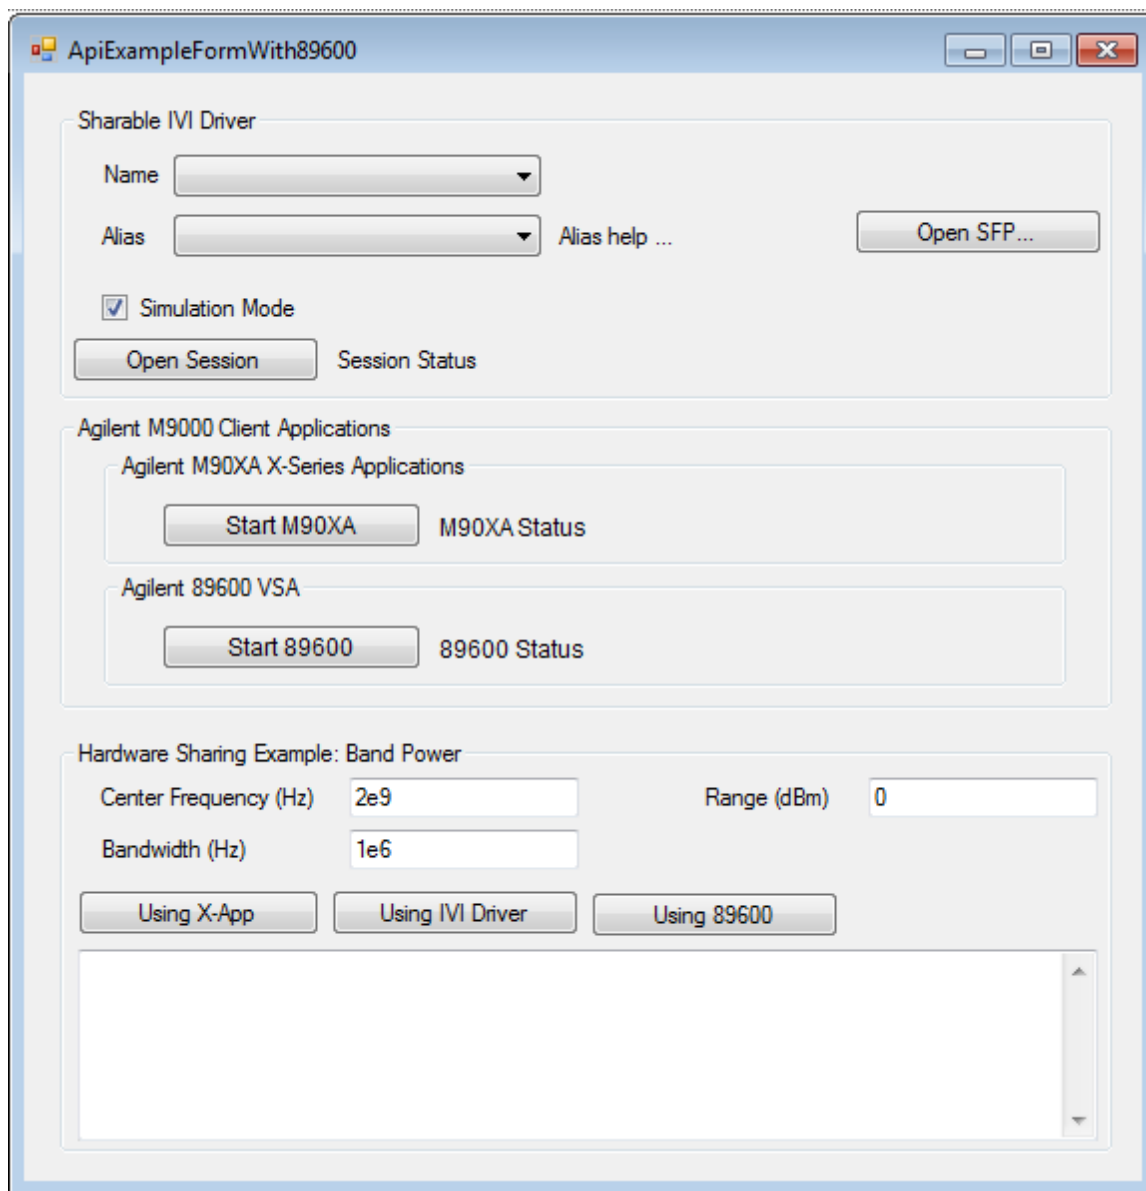 ApiExampleFormWith89600
Sharable IVI Driver
Name
Alias Alias help ... Open SFP...
Simulation Mode
Open Session Session Status
Agilent M9000 Client Applications
Agilent M90XA X-Series Applications
Start M90XA M90XA Status
Agilent 89600 VSA
Start 89600 89600 Status
Hardware Sharing Example: Band Power
Center Frequency (Hz) 2e9 Range (dBm) 0
Bandwidth (Hz) 1e6
Using X-App Using IVI Driver Using 89600